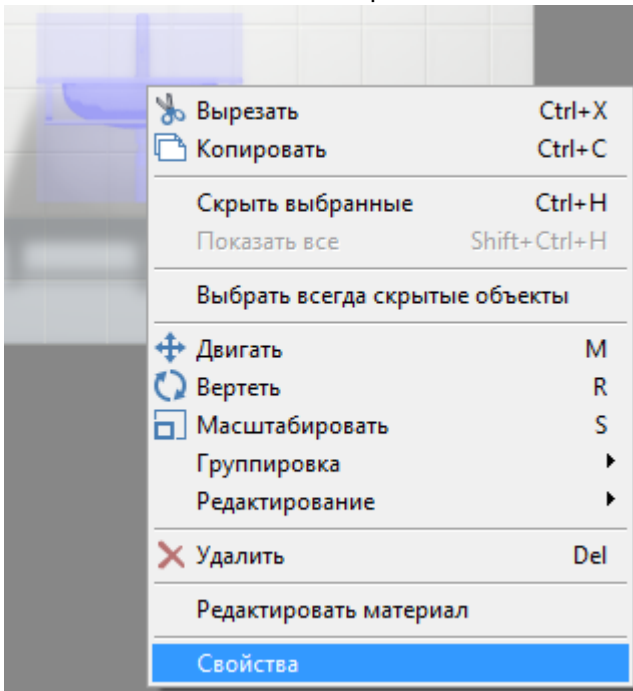 Вырезать Ctrl+X
Копировать Ctrl+C
Скрыть выбранные Ctrl+H
Показать все Shift+Ctrl+H
Выбрать всегда скрытые объекты
Двигать M
Вертеть R
Масштабировать S
Группировка
Редактирование
Удалить Del
Редактировать материал
Свойства